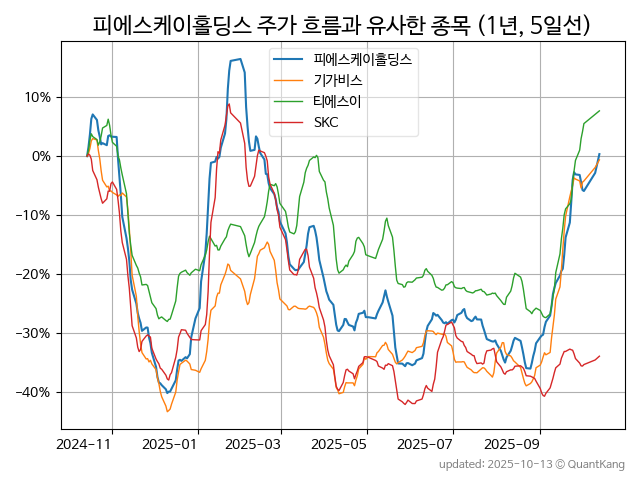 피에스케이홀딩스 주가 흐름과 유사한 종목 (1년, 5일선)
피에스케이홀딩스
기가비스
티에스이
SKC
10%
0%
−10%
−20%
−30%
−40%
2024-11 2025-01 2025-03 2025-05 2025-07 2025-09
updated: 2025-10-13 ⓒ QuantKang